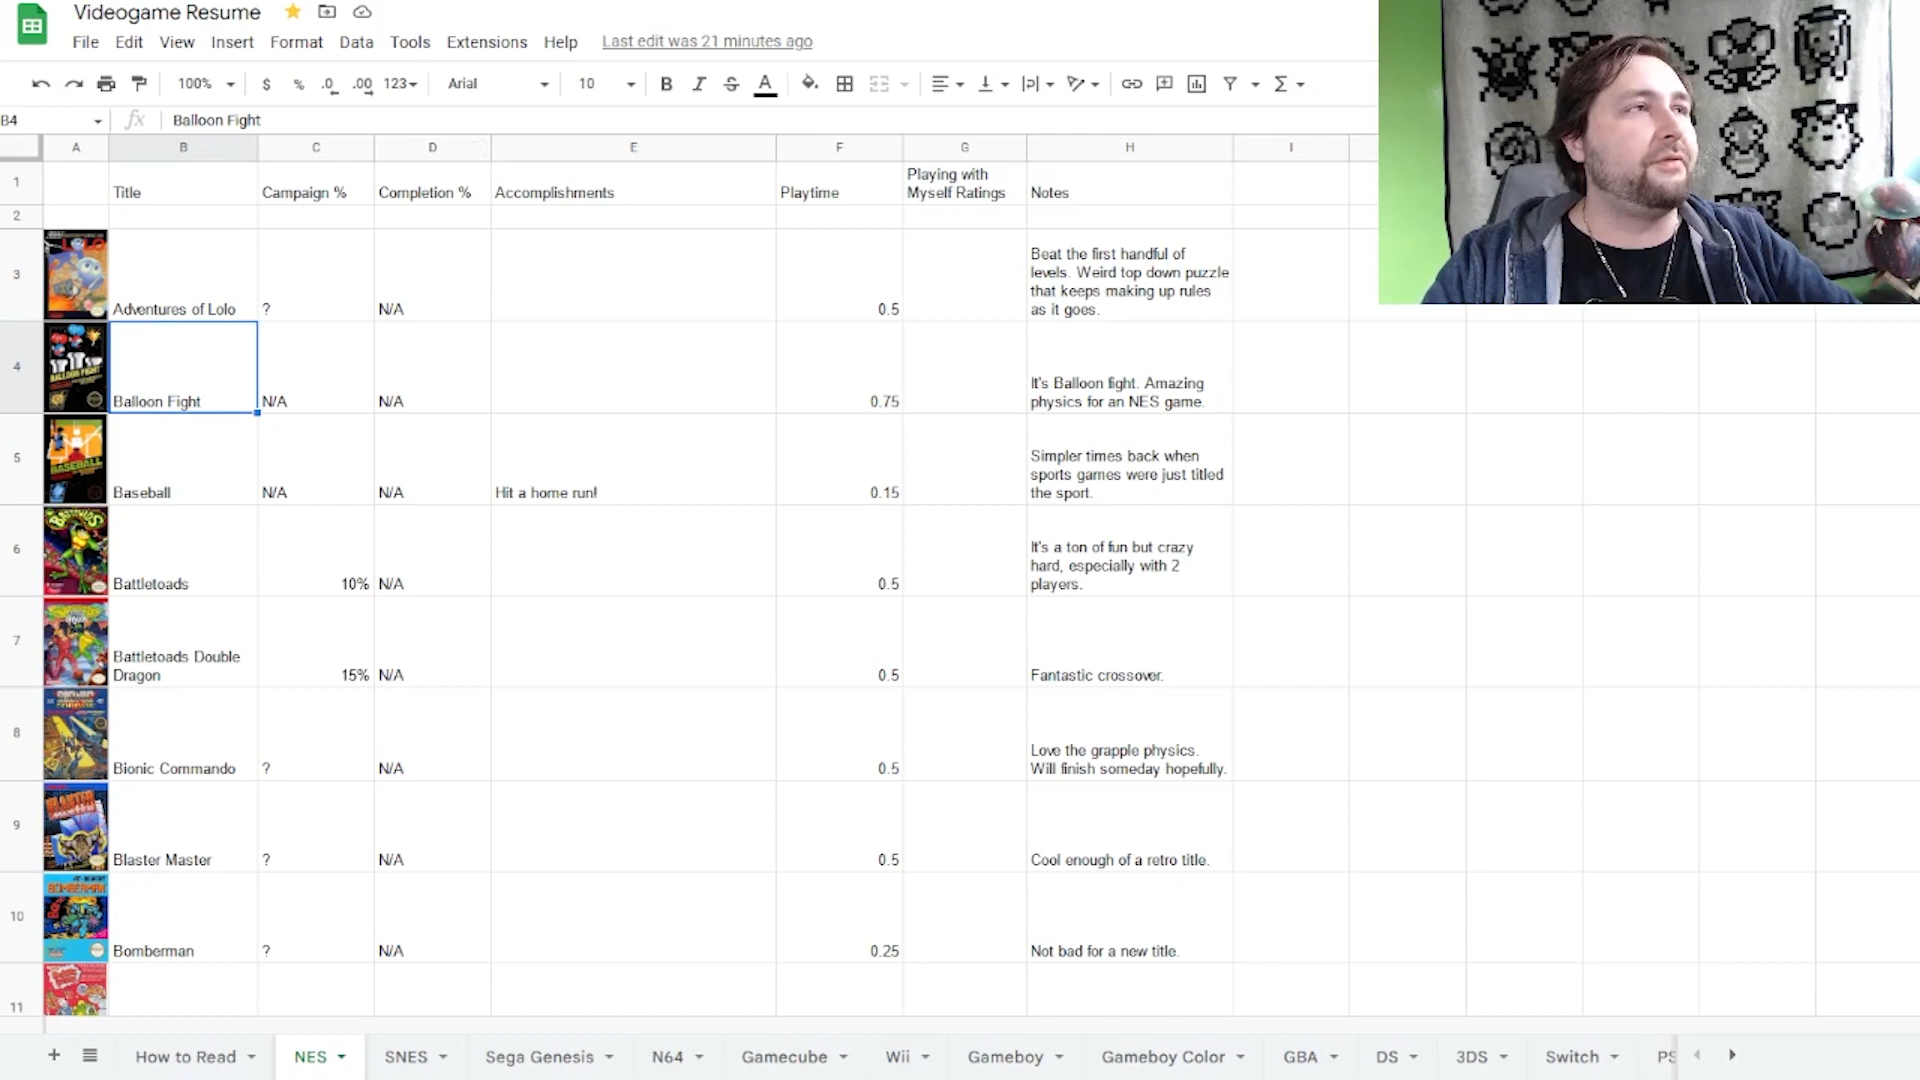 Videogame Resume
File Edit View Insert Format Data Tools Extensions Help Last edit was 21 minutes ago
100% $ % .0 .00 123 Arial 10 B I S A
B4 fx Balloon Fight
A B C D E F G H I
1 Title Campaign % Completion % Accomplishments Playtime Playing with
Myself Ratings Notes
2
3 Adventures of Lolo ? N/A 0.5 Beat the first handful of
levels. Weird top down puzzle
that keeps making up rules
as it goes.
BALLOON FIGHT
4 Balloon Fight N/A N/A 0.75 It's Balloon fight. Amazing
physics for an NES game.
BASEBALL
5 Baseball N/A N/A Hit a home run! 0.15 Simpler times back when
sports games were just titled
the sport.
6 Battletoads 10% N/A 0.5 It's a ton of fun but crazy
hard, especially with 2
players.
7 Battletoads Double
Dragon 15% N/A 0.5 Fantastic crossover.
8 Bionic Commando ? N/A 0.5 Love the grapple physics.
Will finish someday hopefully.
BLASTER MASTER
9 Blaster Master ? N/A 0.5 Cool enough of a retro title.
BOMBERMAN
10 Bomberman ? N/A 0.25 Not bad for a new title.
11
+ How to Read NES SNES Sega Genesis N64 Gamecube Wii Gameboy Gameboy Color GBA DS 3DS Switch PS